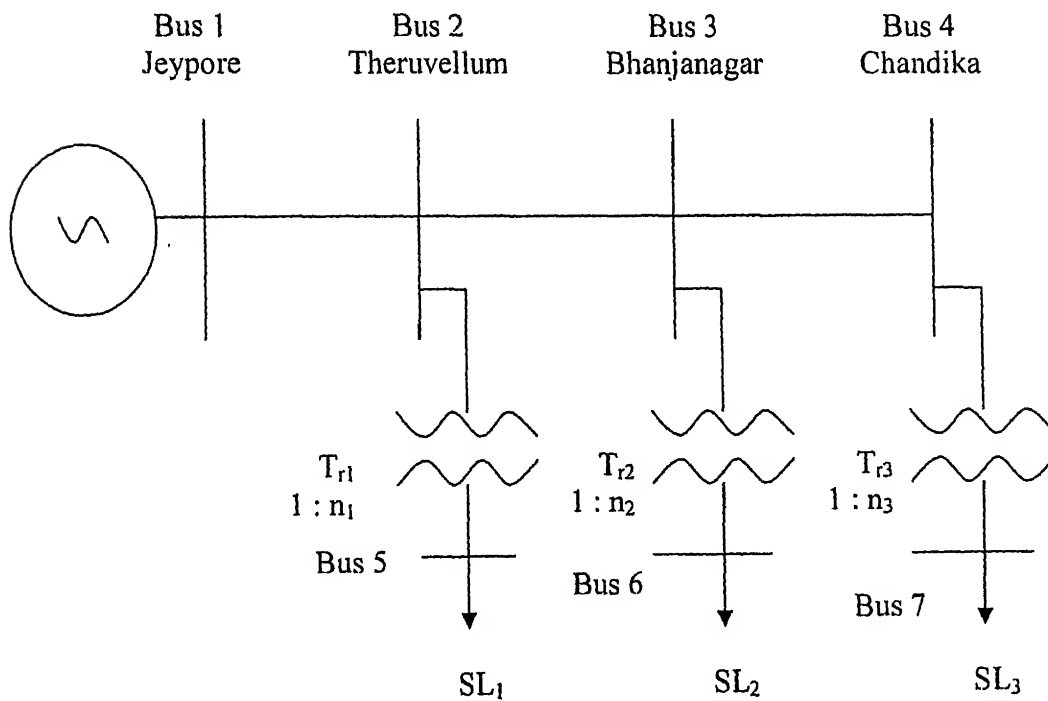 Bus 1
Jeypore
Bus 2
Theruvellum
Bus 3
Bhanjanagar
Bus 4
Chandika
Tr1
1 : n1
Tr2
1 : n2
Tr3
1 : n3
Bus 5
Bus 6
Bus 7
SL1
SL2
SL3